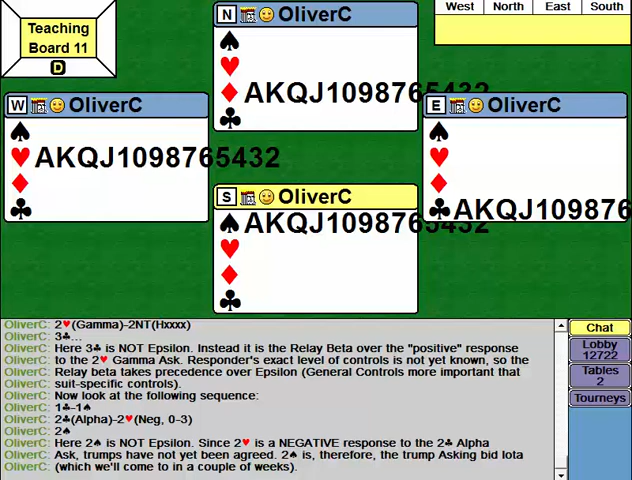 Teaching
Board 11
D
N OliverC
♠
♥
♦ AKQJ1098765432
♣
West North East South
W OliverC
♠
♥ AKQJ1098765432
♦
♣
E OliverC
♠
♥
♦
♣ AKQJ109876
S OliverC
♠ AKQJ1098765432
♥
♦
♣
OliverC: 2♥(Gamma)-2NT(Hxxxx)
OliverC: 3♣...
OliverC: Here 3♣ is NOT Epsilon. Instead it is the Relay Beta over the "positive" response
OliverC: to the 2♥ Gamma Ask. Responder's exact level of controls is not yet known, so the
OliverC: Relay beta takes precedence over Epsilon (General Controls more important that
OliverC: suit-specific controls).
OliverC: Now look at the following sequence:
OliverC: 1♣-1♠
OliverC: 2♣(Alpha)-2♥(Neg, 0-3)
OliverC: 2♠
OliverC: Here 2♠ is NOT Epsilon. Since 2♥ is a NEGATIVE response to the 2♣ Alpha
OliverC: Ask, trumps have not yet been agreed. 2♠ is, therefore, the trump Asking bid Iota
OliverC: (which we'll come to in a couple of weeks).
Chat
Lobby
12722
Tables
2
Tourneys